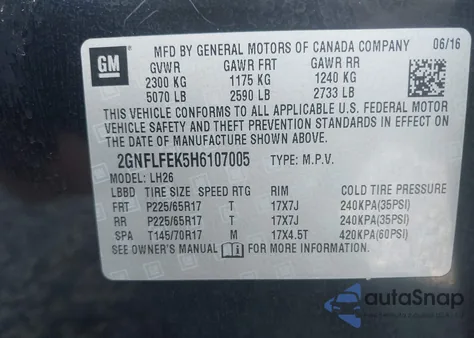 GM
MFD BY GENERAL MOTORS OF CANADA COMPANY 06/16
GVWR GAWR FRT GAWR RR
2300 KG 1175 KG 1240 KG
5070 LB 2590 LB 2733 LB
THIS VEHICLE CONFORMS TO ALL APPLICABLE U.S. FEDERAL MOTOR
VEHICLE SAFETY, BUMPER, AND THEFT PREVENTION STANDARDS IN EFFECT ON
THE DATE OF MANUFACTURE SHOWN ABOVE.
2GNFLFEK5H6107005 TYPE: M.P.V.
MODEL: LH26
LBBD TIRE SIZE SPEED RTG RIM COLD TIRE PRESSURE
FRT P225/65R17 T 17X7J 240KPA(35PSI)
RR P225/65R17 T 17X7J 240KPA(35PSI)
SPA T145/70R17 M 17X4.5T 420KPA(60PSI)
SEE OWNER'S MANUAL FOR MORE INFORMATION.
autoSnap